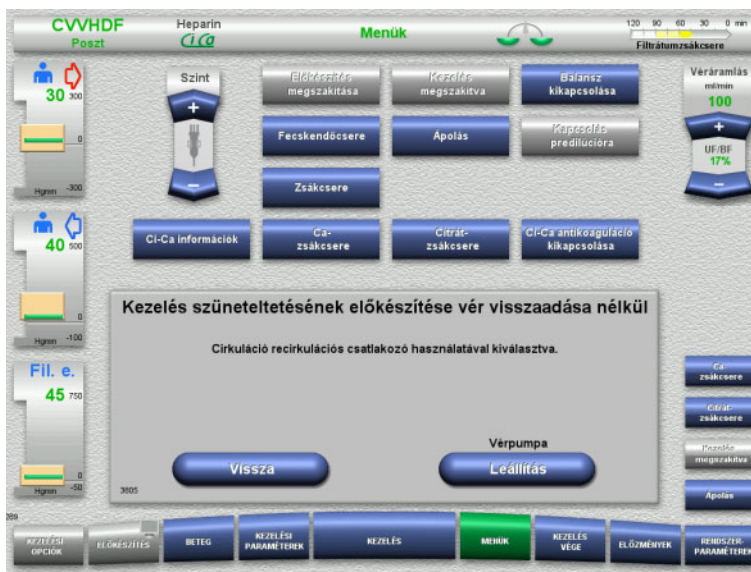 CVVHDF
Poszt
Heparin
Ci Ca
Menük
120 90 60 30 0 min
Filtrátumzsákcsere
30
300
0
Hgmm -300
Szint
+
−
Előkészítés
megszakítása
Kezelés
megszakítva
Balansz
kikapcsolása
Fecskendőcsere
Ápolás
Kapcsolás
predilúcióra
Zsákcsere
Véráramlás
ml/min
100
+
UF/BF
17%
−
40
500
0
Hgmm -100
Ci-Ca információk
Ca-
zsákcsere
Citrát-
zsákcsere
Ci-Ca antikoaguláció
kikapcsolása
Kezelés szüneteltetésének előkészítése vér visszaadása nélkül
Cirkuláció recirkulációs csatlakozó használatával kiválasztva.
Vérpumpa
Vissza
Leállítás
3605
Fil. e.
45
750
0
Hgmm -50
Ca-
zsákcsere
Citrát-
zsákcsere
Kezelés
megszakítva
Ápolás
KEZELÉSI
OPCIÓK
ELŐKÉSZÍTÉS
BETEG
KEZELÉSI
PARAMÉTEREK
KEZELÉS
MENÜK
KEZELÉS
VÉGE
ELŐZMÉNYEK
RENDSZER-
PARAMÉTEREK